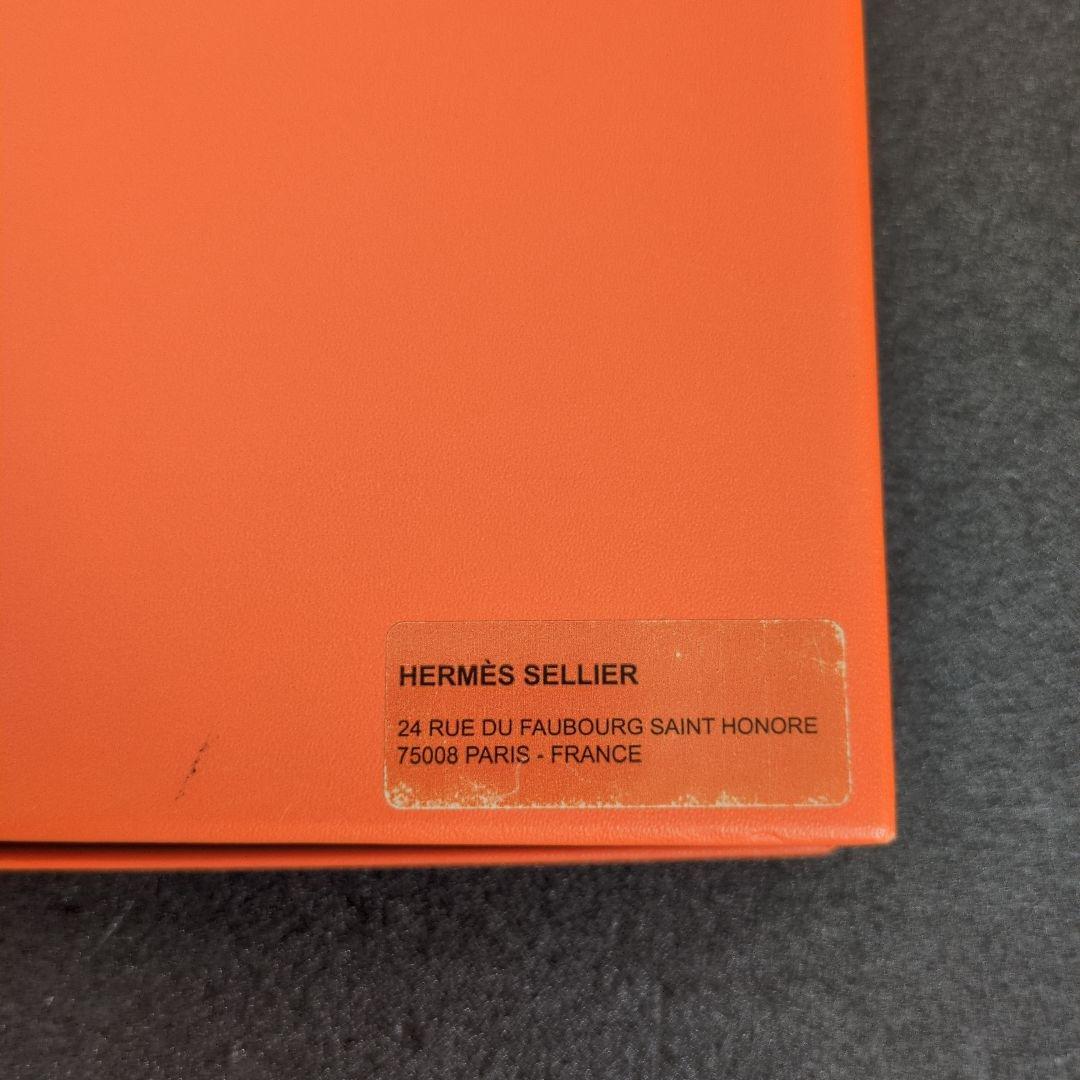 HERMÈS SELLIER
24 RUE DU FAUBOURG SAINT HONORE
75008 PARIS - FRANCE